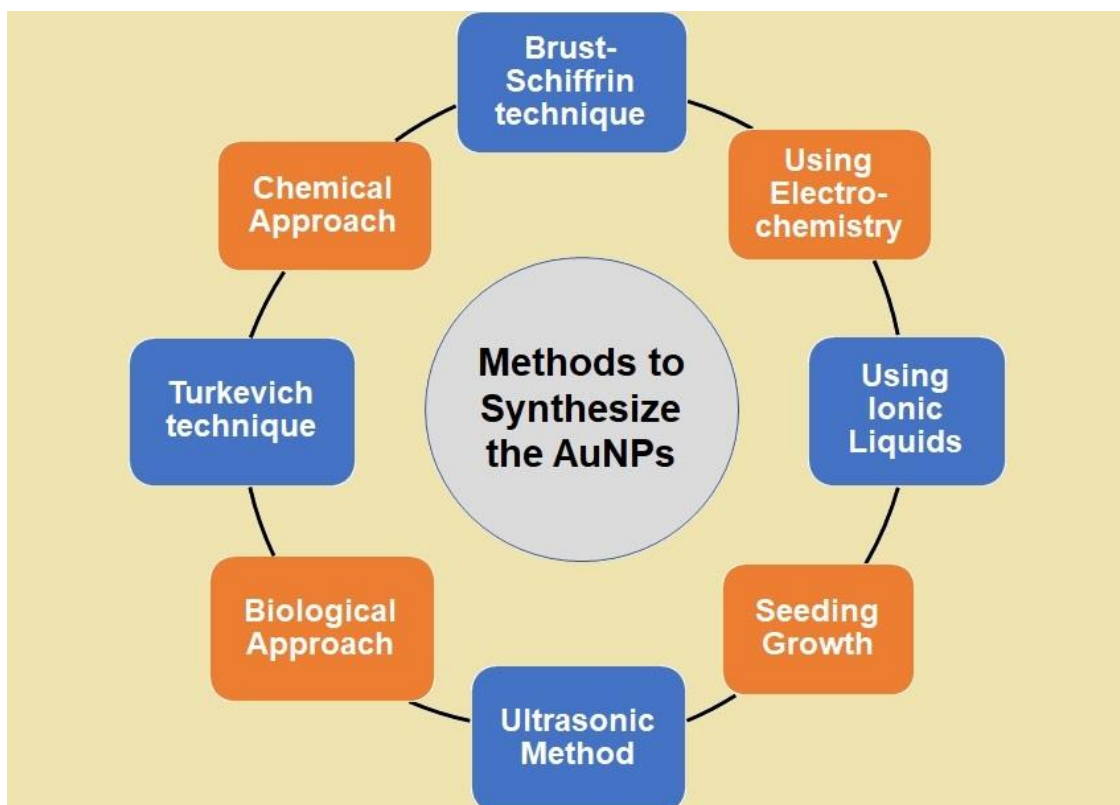 Brust-
Schiffrin
technique
Using
Electro-
chemistry
Using
Ionic
Liquids
Seeding
Growth
Ultrasonic
Method
Biological
Approach
Turkevich
technique
Chemical
Approach
Methods to
Synthesize
the AuNPs